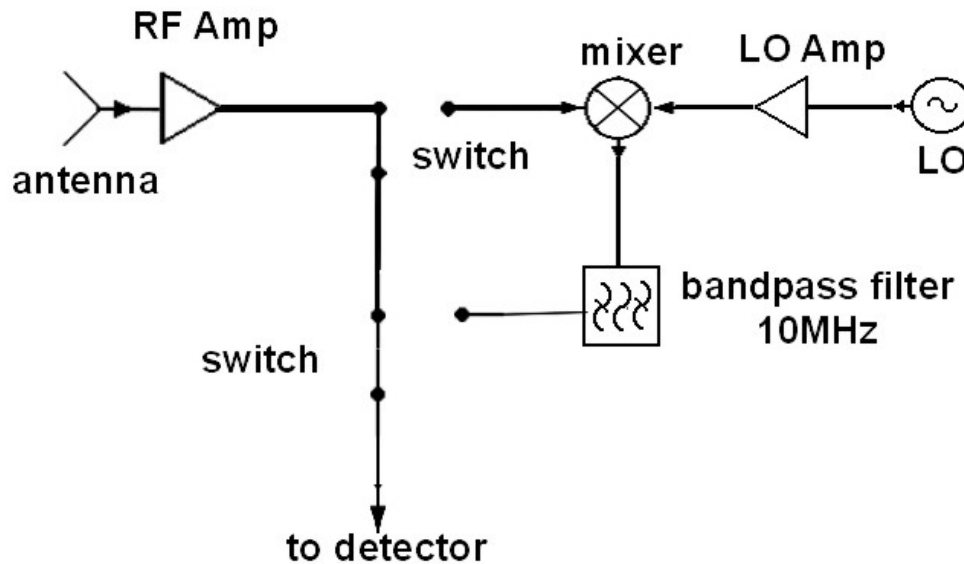 RF Amp
mixer
LO Amp
antenna
switch
LO
bandpass filter
10MHz
switch
to detector